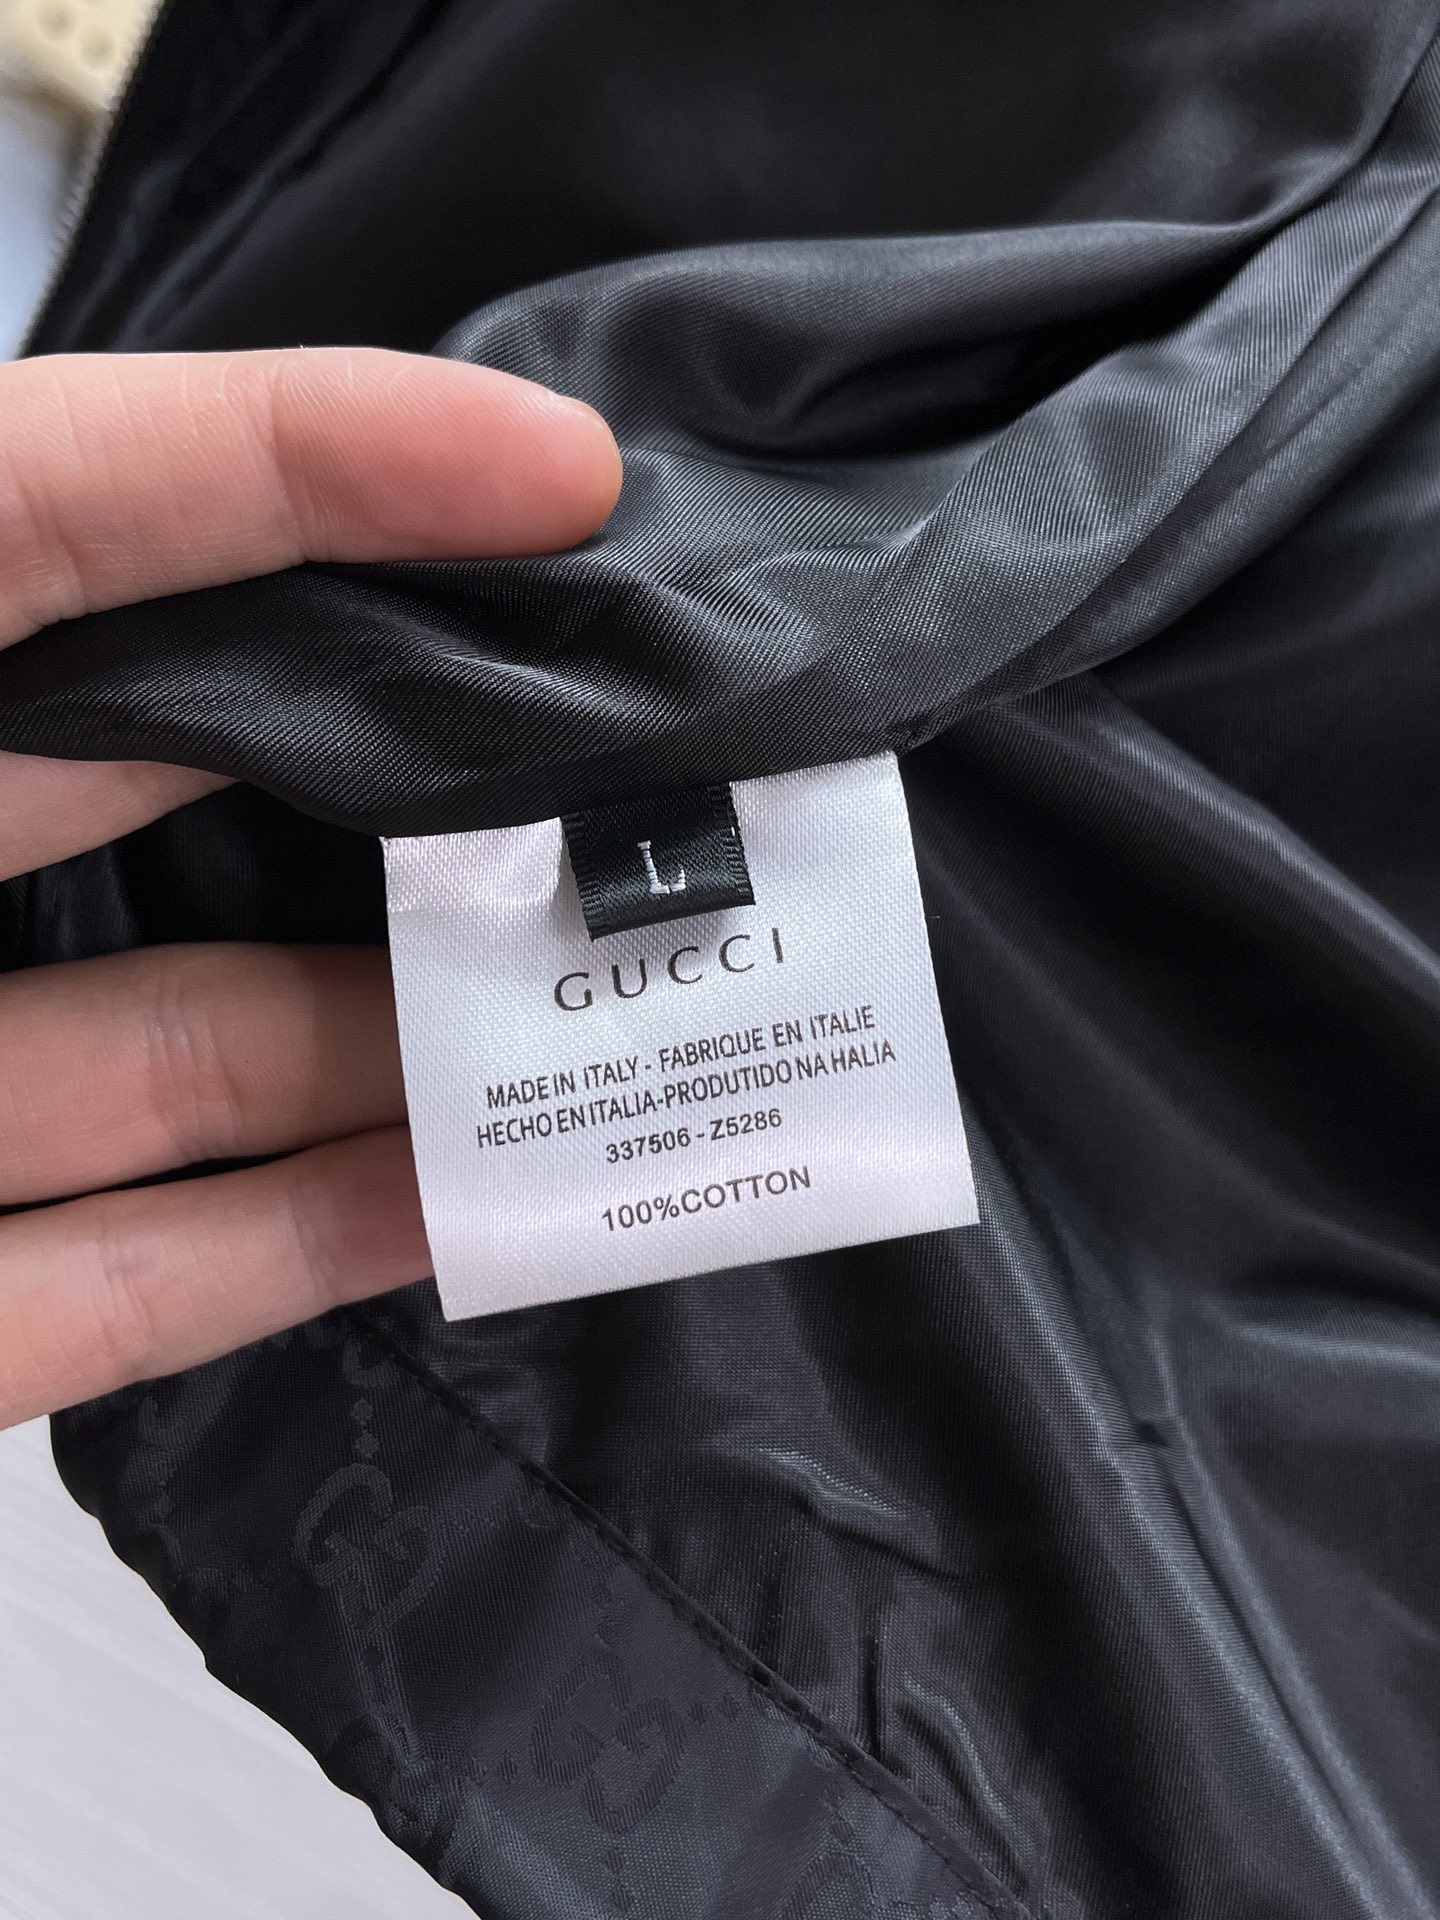 L
GUCCI
MADE IN ITALY - FABRIQUE EN ITALIE
HECHO EN ITALIA-PRODUTIDO NA HALIA
337506 - Z5286
100%COTTON